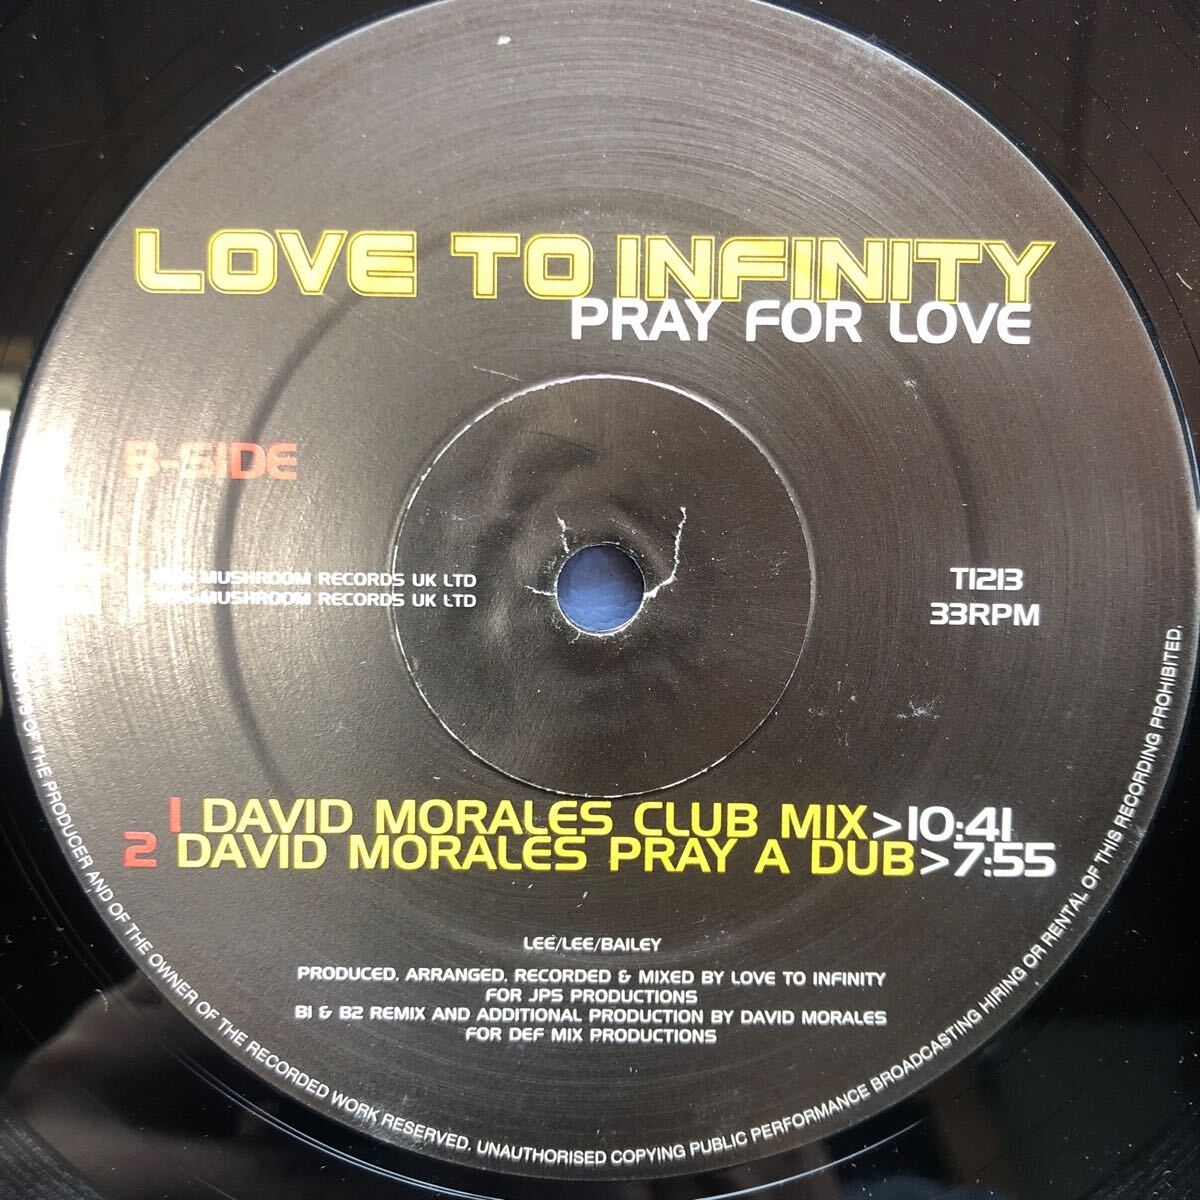 LOVE TO INFINITY
PRAY FOR LOVE
B-SIDE
MUSHROOM RECORDS UK LTD
MUSHROOM RECORDS UK LTD
T1213
33RPM
1 DAVID MORALES CLUB MIX>10:41
2 DAVID MORALES PRAY A DUB>7:55
LEE/LEE/BAILEY
PRODUCED, ARRANGED, RECORDED & MIXED BY LOVE TO INFINITY
FOR JPS PRODUCTIONS
B1 & B2 REMIX AND ADDITIONAL PRODUCTION BY DAVID MORALES
FOR DEF MIX PRODUCTIONS
OF THE PRODUCER AND OF THE OWNER OF THE RECORDED WORK RESERVED. UNAUTHORISED COPYING PUBLIC PERFORMANCE BROADCASTING HIRING OR RENTAL OF THIS RECORDING PROHIBITED.